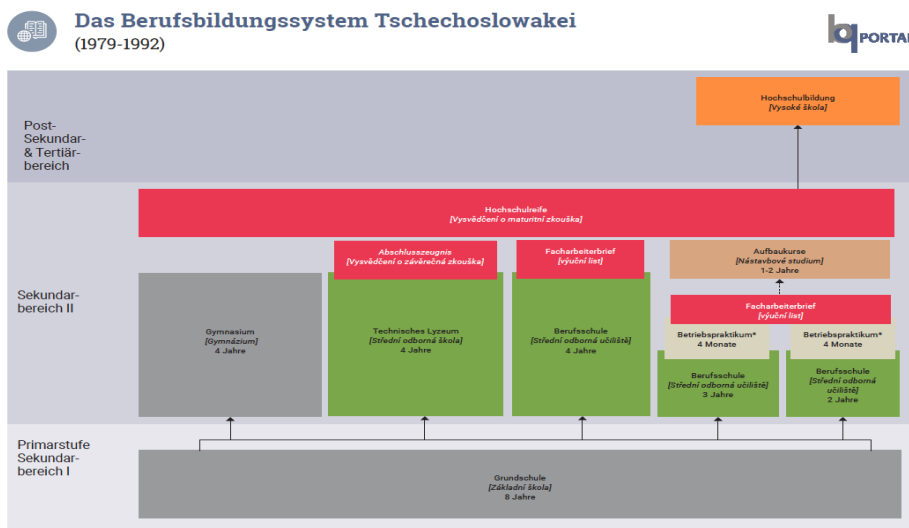 Das Berufsbildungssystem Tschechoslowakei
(1979-1992)
bq PORTAL
Post-
Sekundar-
& Tertiär-
bereich
Hochschulbildung
[Vysoké škola]
Hochschulreife
[Vysvědčení o maturitní zkouška]
Sekundar-
bereich II
Gymnasium
[Gymnázium]
4 Jahre
Abschlusszeugnis
[Vysvědčení o závěrečná zkouška]
Technisches Lyzeum
[Střední odborná škola]
4 Jahre
Facharbeiterbrief
[výuční list]
Berufsschule
[Střední odborná učiliště]
4 Jahre
Aufbaukurse
[Nástavbové studium]
1-2 Jahre
Facharbeiterbrief
[výuční list]
Betriebspraktikum*
4 Monate
Betriebspraktikum*
4 Monate
Berufsschule
[Střední odborná učiliště]
3 Jahre
Berufsschule
[Střední odborná
učiliště]
2 Jahre
Primarstufe
Sekundar-
bereich I
Grundschule
[Základní škola]
8 Jahre